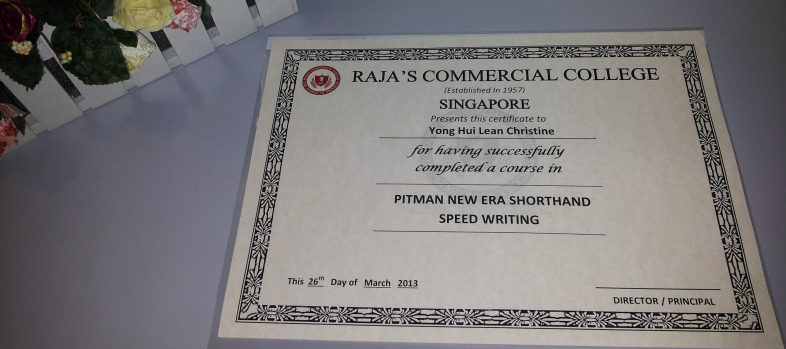 RAJA'S COMMERCIAL COLLEGE
(Established In 1957)
SINGAPORE
Presents this certificate to
Yong Hui Lean Christine
for having successfully
completed a course in
PITMAN NEW ERA SHORTHAND
SPEED WRITING
This 26th Day of March 2013
DIRECTOR / PRINCIPAL